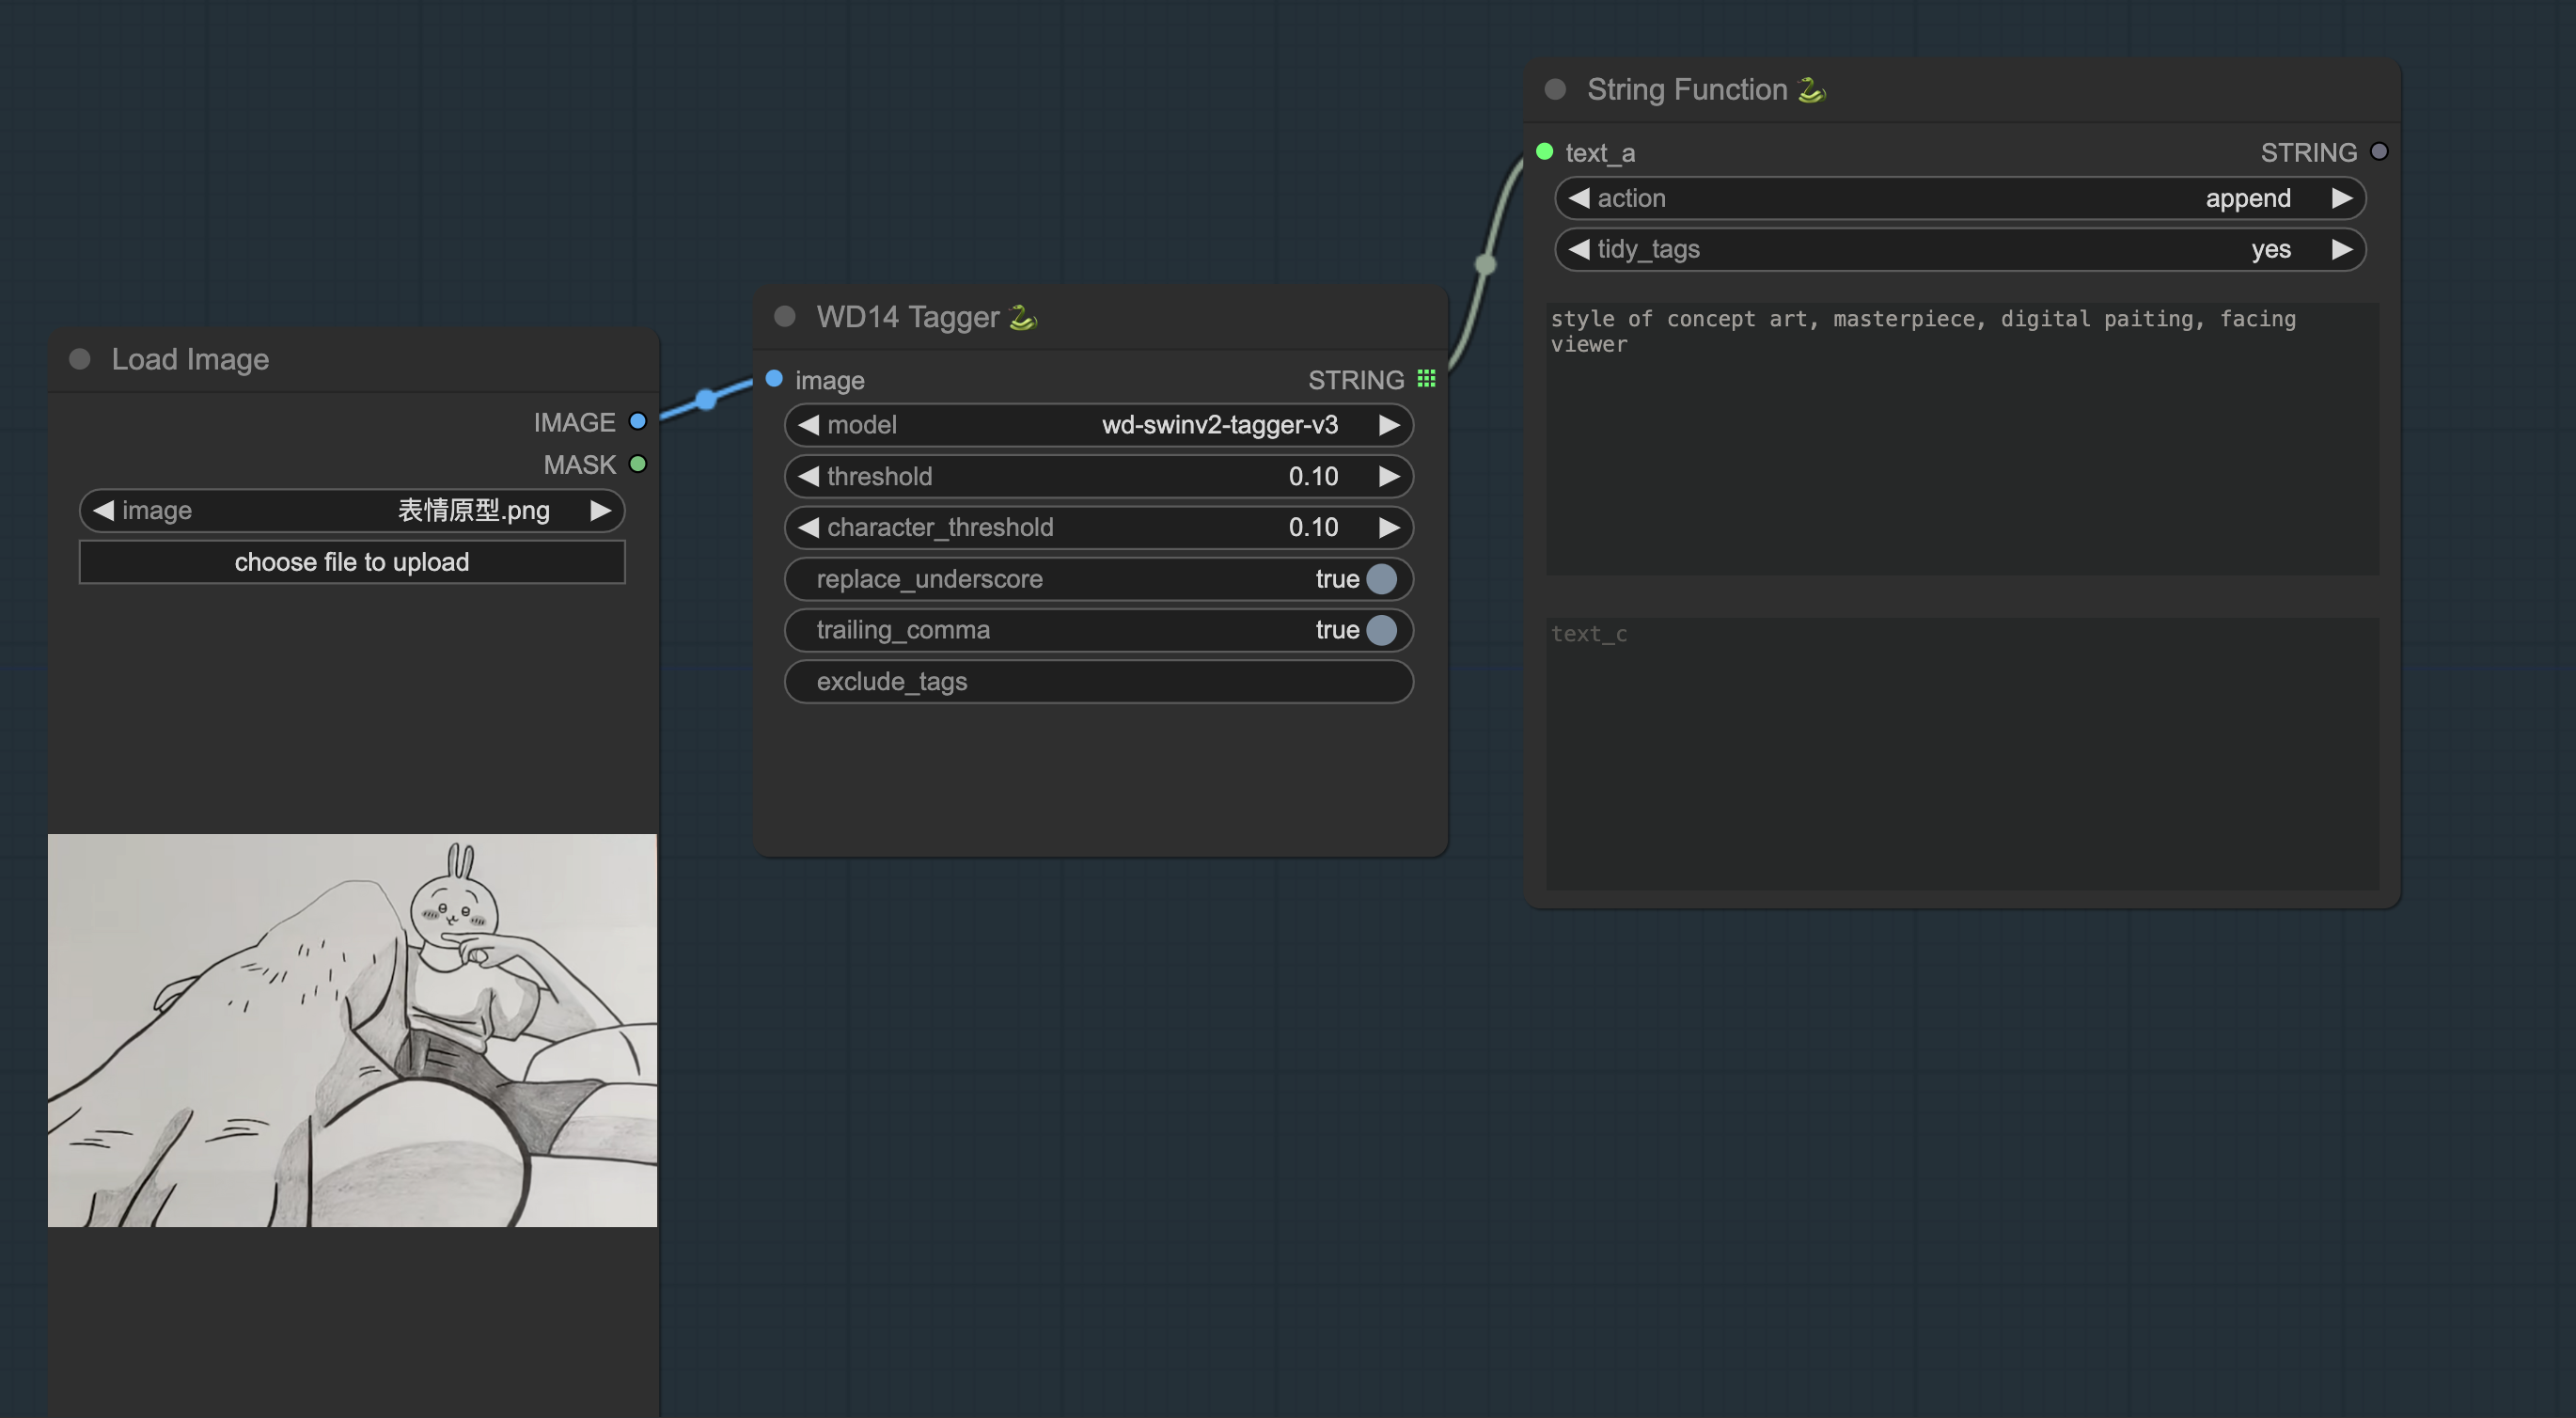 Load Image
IMAGE
MASK
image 表情原型.png
choose file to upload
WD14 Tagger
image STRING
model wd-swinv2-tagger-v3
threshold 0.10
character_threshold 0.10
replace_underscore true
trailing_comma true
exclude_tags
String Function
text_a STRING
action append
tidy_tags yes
style of concept art, masterpiece, digital paiting, facing
viewer
text_c